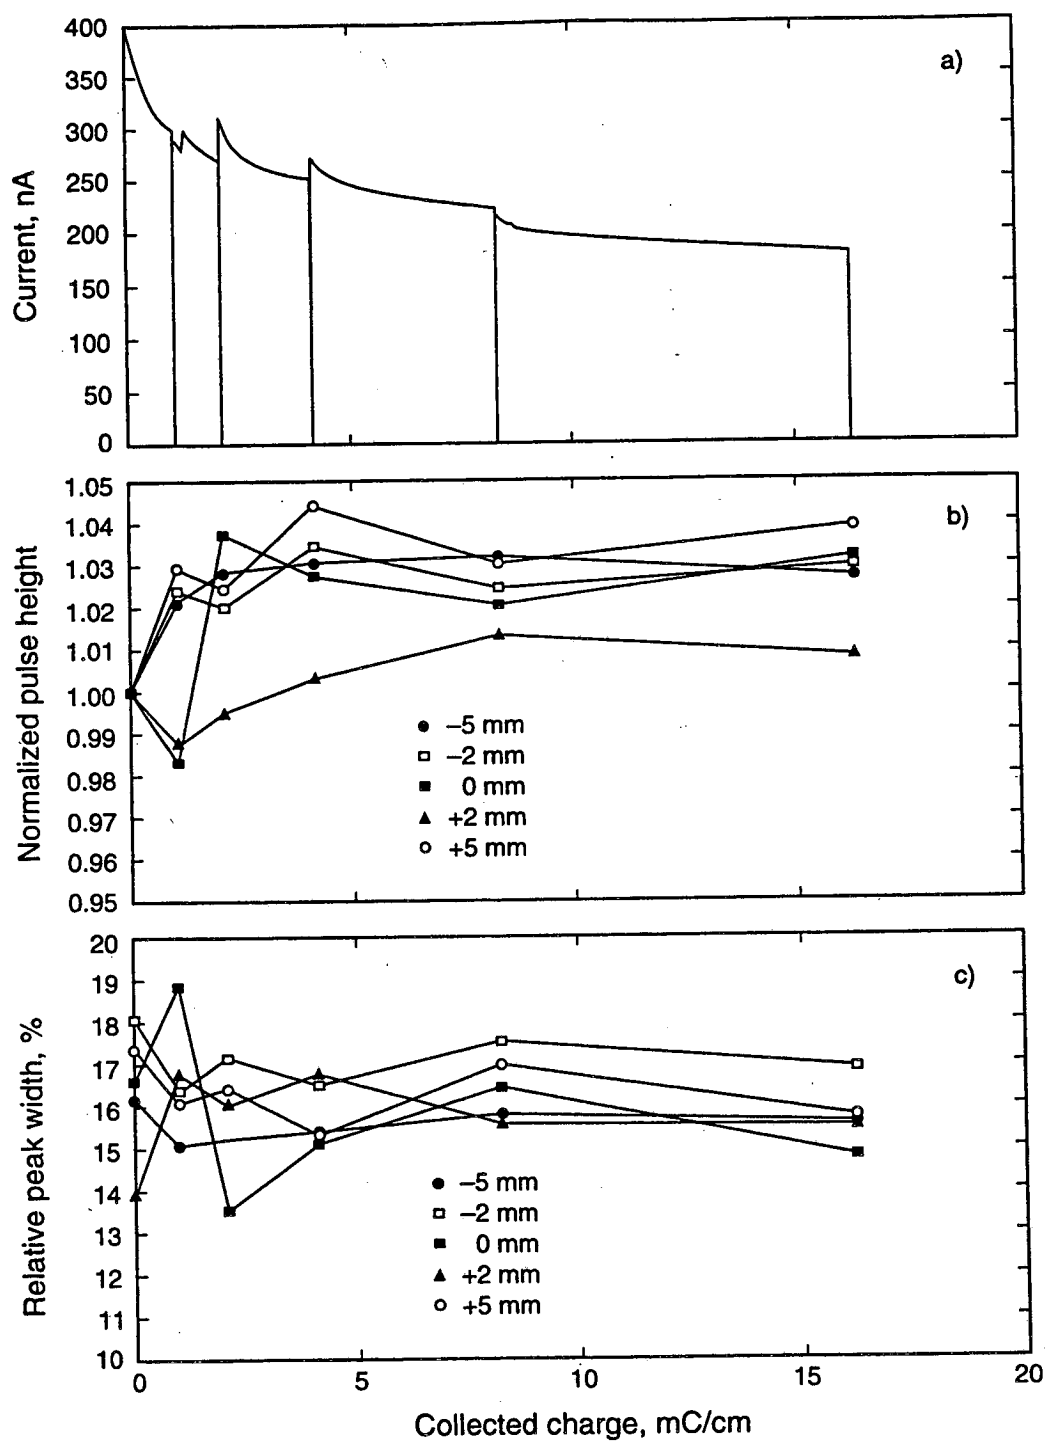 a)
400
350
300
250
200
150
100
50
0
Current, nA
b)
1.05
1.04
1.03
1.02
1.01
1.00
0.99
0.98
0.97
0.96
0.95
Normalized pulse height
–5 mm
–2 mm
0 mm
+2 mm
+5 mm
c)
20
19
18
17
16
15
14
13
12
11
10
Relative peak width, %
–5 mm
–2 mm
0 mm
+2 mm
+5 mm
0 5 10 15 20
Collected charge, mC/cm